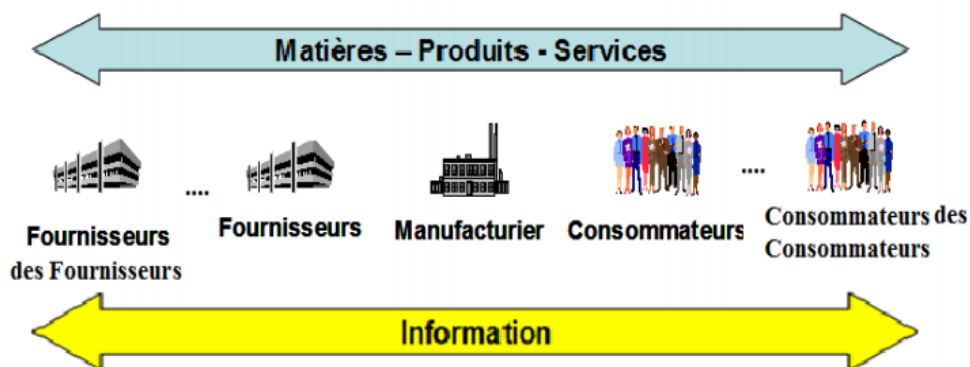 Matières – Produits - Services
....
....
Fournisseurs
des Fournisseurs
Fournisseurs
Manufacturier
Consommateurs
Consommateurs des
Consommateurs
Information